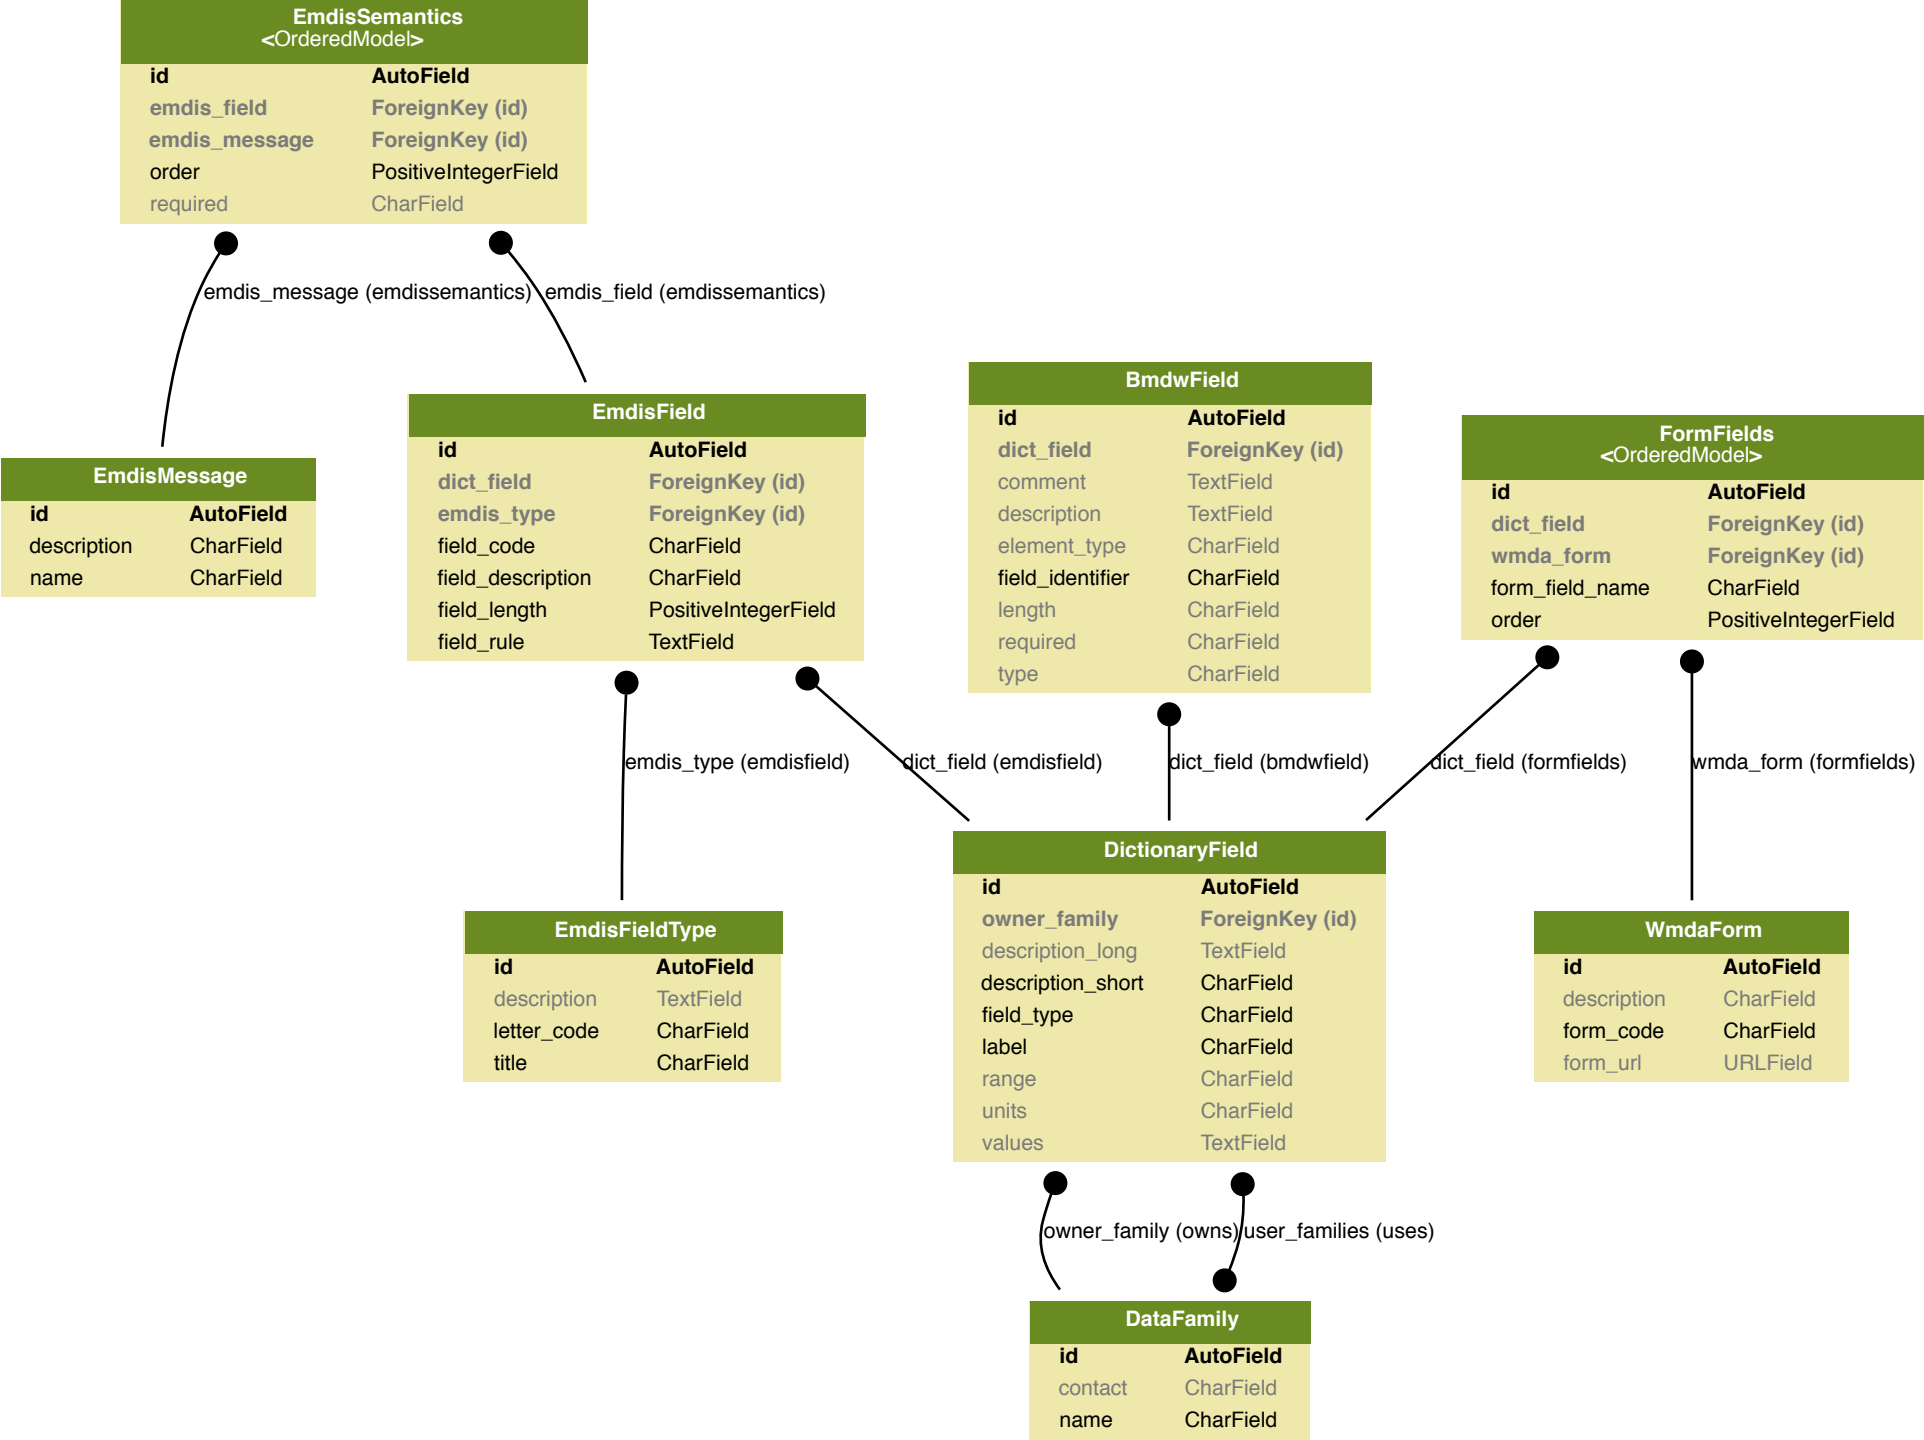 EmdisSemantics
<OrderedModel>
id AutoField
emdis_field ForeignKey (id)
emdis_message ForeignKey (id)
order PositiveIntegerField
required CharField
emdis_message (emdissemantics)
emdis_field (emdissemantics)
EmdisMessage
id AutoField
description CharField
name CharField
EmdisField
id AutoField
dict_field ForeignKey (id)
emdis_type ForeignKey (id)
field_code CharField
field_description CharField
field_length PositiveIntegerField
field_rule TextField
BmdwField
id AutoField
dict_field ForeignKey (id)
comment TextField
description TextField
element_type CharField
field_identifier CharField
length CharField
required CharField
type CharField
FormFields
<OrderedModel>
id AutoField
dict_field ForeignKey (id)
wmda_form ForeignKey (id)
form_field_name CharField
order PositiveIntegerField
emdis_type (emdisfield)
dict_field (emdisfield)
dict_field (bmdwfield)
dict_field (formfields)
wmda_form (formfields)
EmdisFieldType
id AutoField
description TextField
letter_code CharField
title CharField
DictionaryField
id AutoField
owner_family ForeignKey (id)
description_long TextField
description_short CharField
field_type CharField
label CharField
range CharField
units CharField
values TextField
WmdaForm
id AutoField
description CharField
form_code CharField
form_url URLField
owner_family (owns)
user_families (uses)
DataFamily
id AutoField
contact CharField
name CharField